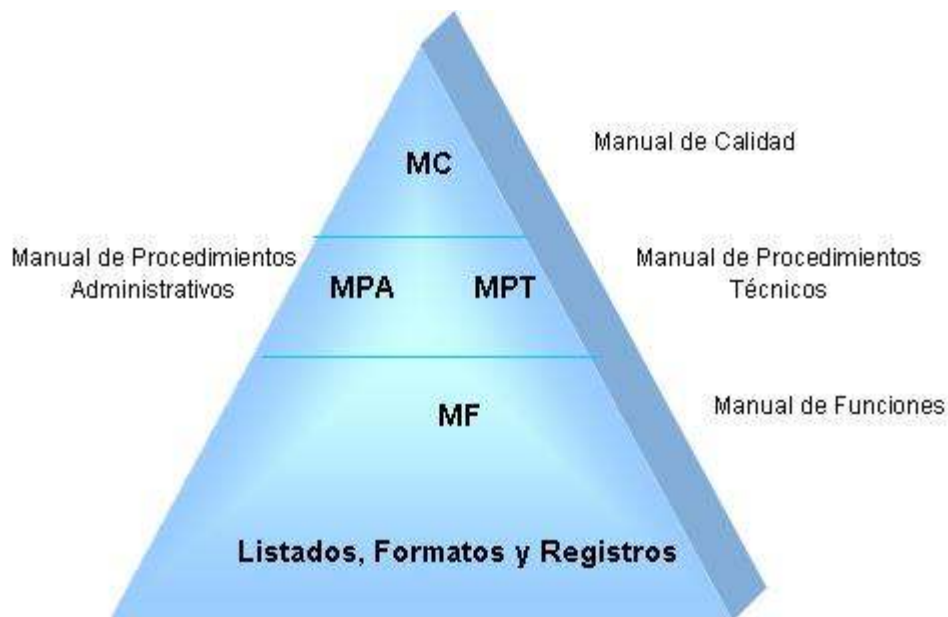 Manual de Calidad
MC
Manual de Procedimientos
Administrativos
MPA
MPT
Manual de Procedimientos
Técnicos
MF
Manual de Funciones
Listados, Formatos y Registros